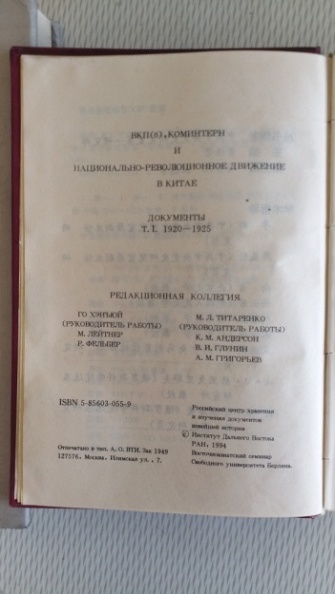 ВКП(б), КОМИНТЕРН
И
НАЦИОНАЛЬНО-РЕВОЛЮЦИОННОЕ ДВИЖЕНИЕ
В КИТАЕ
ДОКУМЕНТЫ
Т. I. 1920—1925
РЕДАКЦИОННАЯ КОЛЛЕГИЯ
ГО ХЭНЪЮЙ
(РУКОВОДИТЕЛЬ РАБОТЫ)
М. ЛЕЙТНЕР
Р. ФЕЛЬБЕР
М. Л. ТИТАРЕНКО
(РУКОВОДИТЕЛЬ РАБОТЫ)
К. М. АНДЕРСОН
В. И. ГЛУНИН
А. М. ГРИГОРЬЕВ
ISBN 5-85603-055-9
Российский центр хранения
и изучения документов
новейшей истории
© Институт Дальнего Востока
РАН, 1994
Восточноазиатский семинар
Свободного университета Берлина.
Отпечатано в тип. А. О. ВТИ, Зак 1949
127576, Москва. Илимская ул., 7.